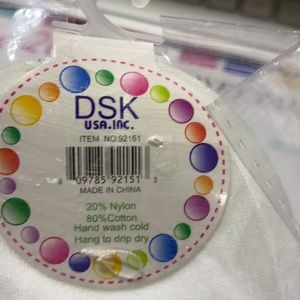 DSK
USA.INC.
ITEM NO:92151
8 09785 92151 3
MADE IN CHINA
20% Nylon
80%Cotton
Hand wash cold
Hang to drip dry